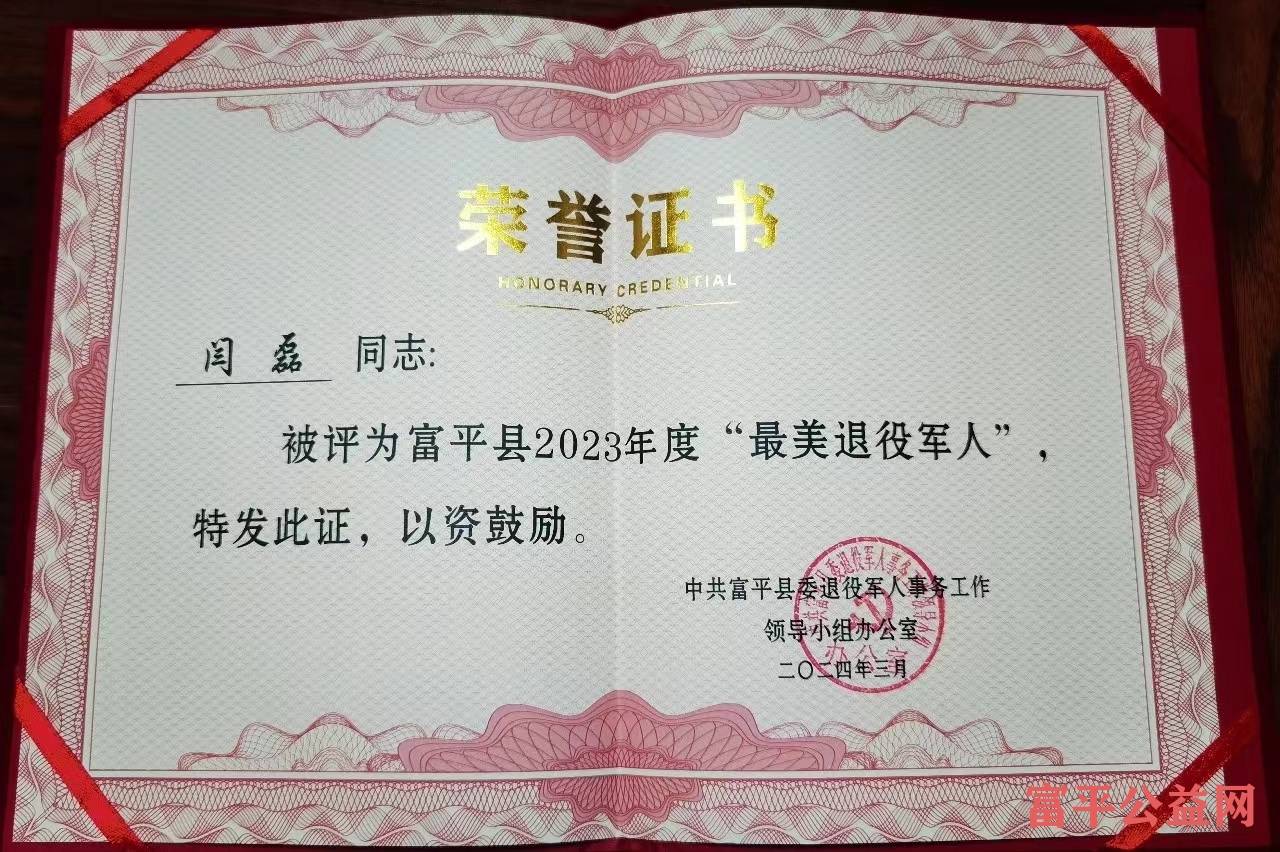 荣誉证书
HONORARY CREDENTIAL
闫磊 同志:
被评为富平县2023年度“最美退役军人”，
特发此证，以资鼓励。
中共富平县委退役军人事务工作
领导小组办公室
二〇二四年三月
办公室
富平公益网